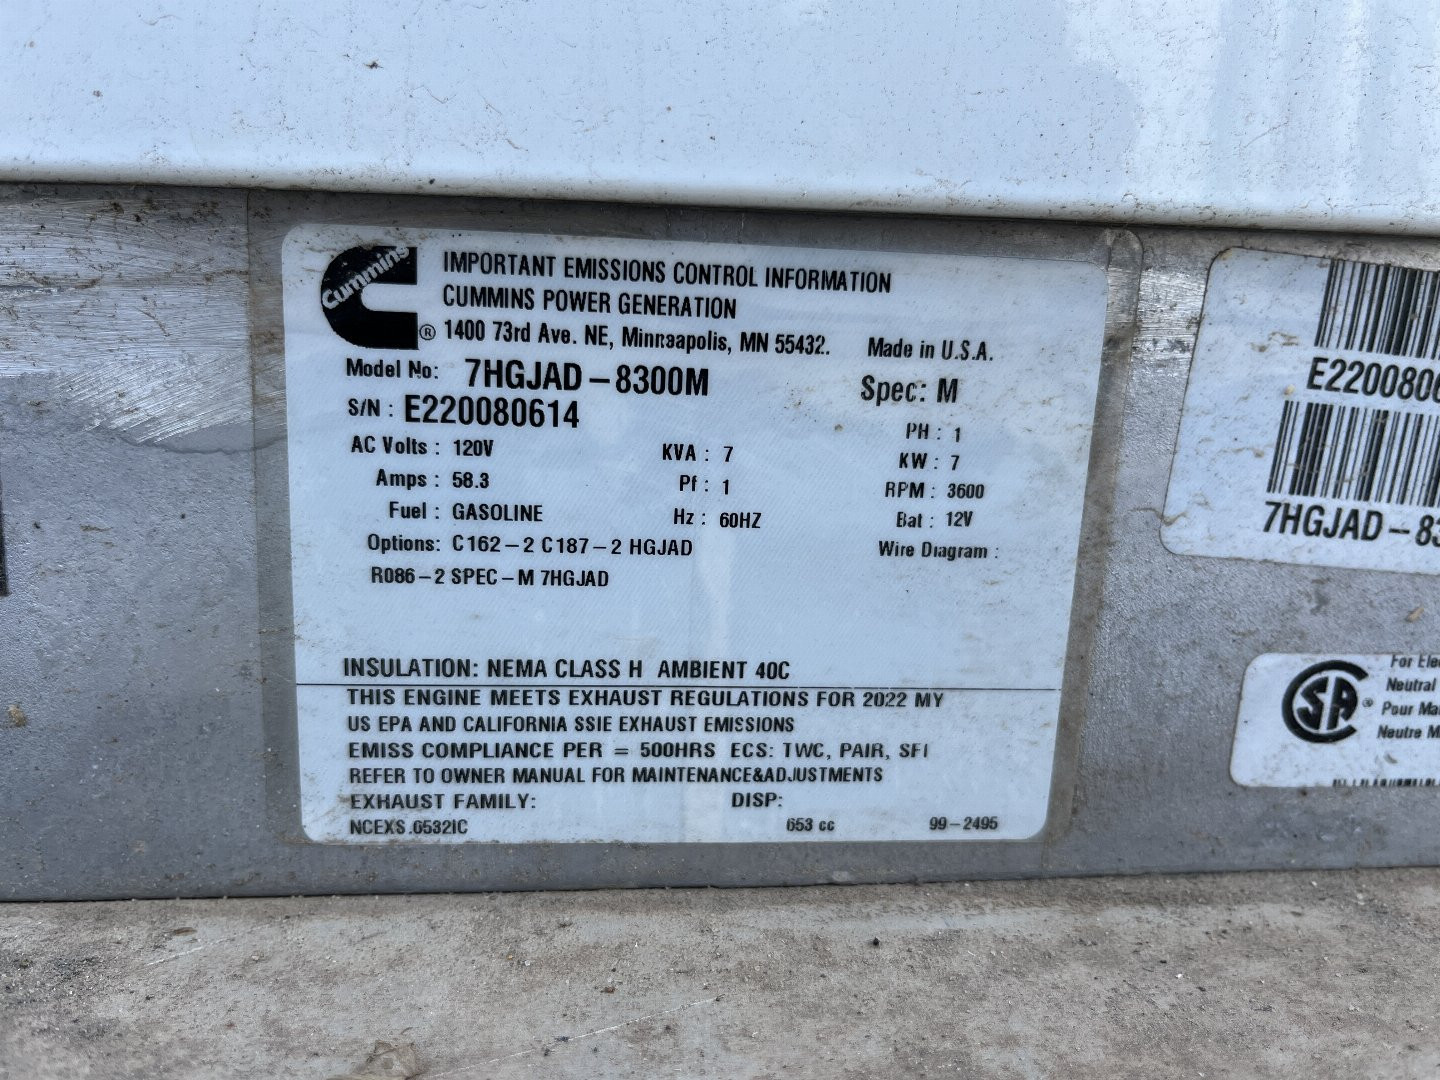 Cummins
IMPORTANT EMISSIONS CONTROL INFORMATION
CUMMINS POWER GENERATION
® 1400 73rd Ave. NE, Minneapolis, MN 55432. Made in U.S.A.
Model No: 7HGJAD-8300M Spec: M
S/N : E220080614 PH : 1
AC Volts : 120V KVA : 7 KW : 7
Amps : 58.3 Pf : 1 RPM : 3600
Fuel : GASOLINE Hz : 60HZ Bat : 12V
Options: C162-2 C187-2 HGJAD Wire Diagram :
R086-2 SPEC-M 7HGJAD
INSULATION: NEMA CLASS H AMBIENT 40C
THIS ENGINE MEETS EXHAUST REGULATIONS FOR 2022 MY
US EPA AND CALIFORNIA SSIE EXHAUST EMISSIONS
EMISS COMPLIANCE PER = 500HRS ECS: TWC, PAIR, SFI
REFER TO OWNER MANUAL FOR MAINTENANCE&ADJUSTMENTS
EXHAUST FAMILY: DISP:
NCEXS.6532IC 653 cc 99-2495
E220080
7HGJAD-8
SA ®
For
Neutral
Pour
Neutre